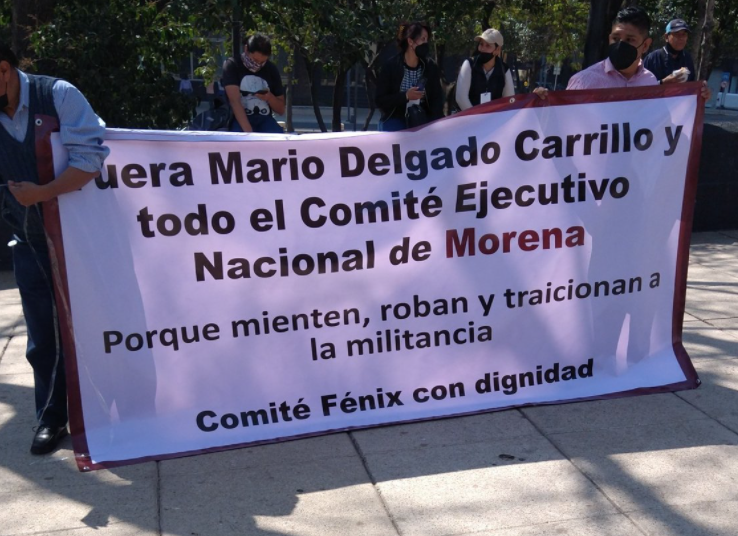 uera Mario Delgado Carrillo y
todo el Comité Ejecutivo
Nacional de Morena
Porque mienten, roban y traicionan a
la militancia
Comité Fénix con dignidad